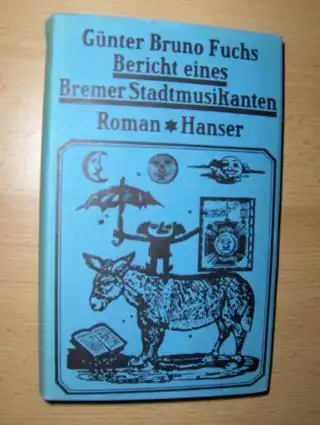 Günter Bruno Fuchs
Bericht eines
Bremer Stadtmusikanten
Roman ✶ Hanser